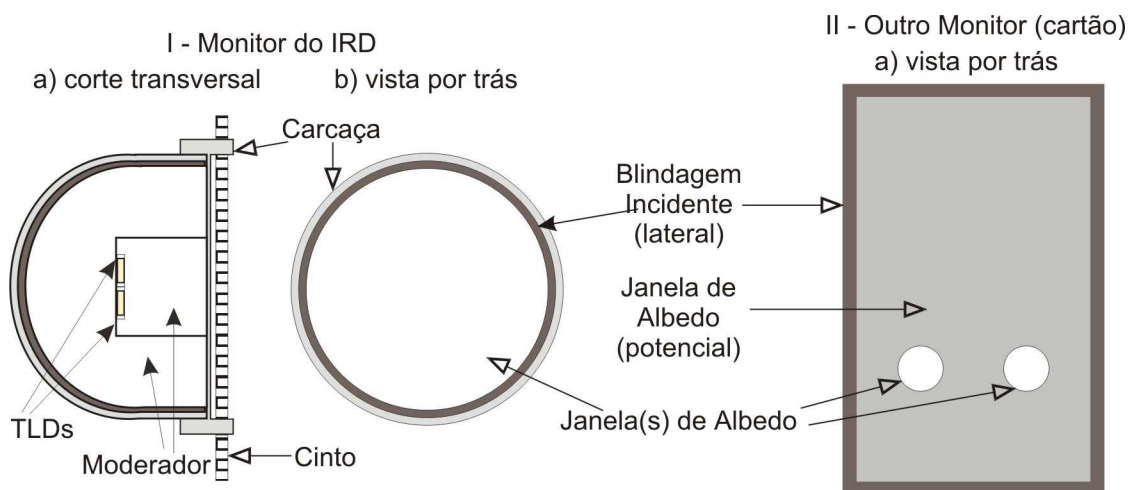 I - Monitor do IRD
a) corte transversal
b) vista por trás
II - Outro Monitor (cartão)
a) vista por trás
Carcaça
Blindagem
Incidente
(lateral)
Janela de
Albedo
(potencial)
TLDs
Moderador
Cinto
Janela(s) de Albedo